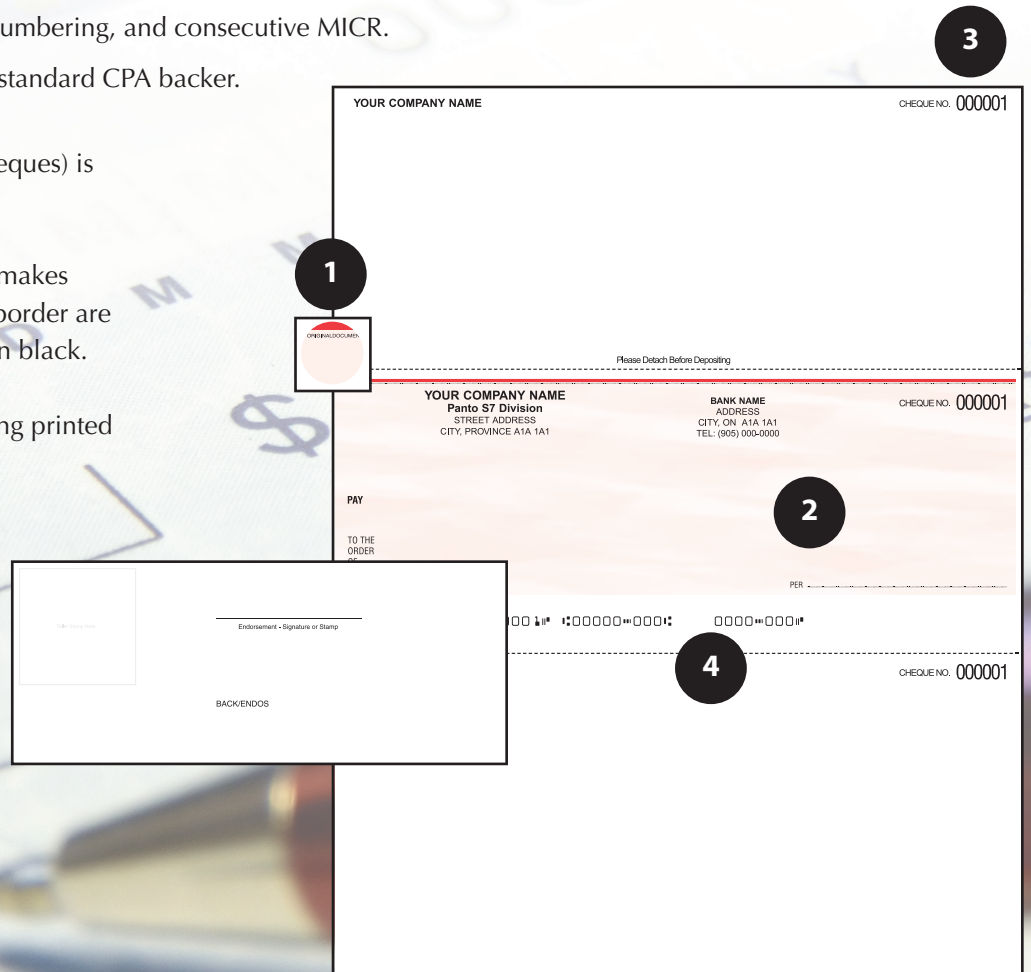 umbering, and consecutive MICR.
standard CPA backer.
eques) is
makes
border are
n black.
ng printed
3
YOUR COMPANY NAME
CHEQUE NO. 000001
1
ORIGINALDOCUMEN
Please Detach Before Depositing
YOUR COMPANY NAME
Panto S7 Division
STREET ADDRESS
CITY, PROVINCE A1A 1A1
BANK NAME
ADDRESS
CITY, ON A1A 1A1
TEL: (905) 000-0000
CHEQUE NO. 000001
2
PAY
TO THE
ORDER
PER
Endorsement - Signature or Stamp
BACK/ENDOS
4
CHEQUE NO. 000001
$